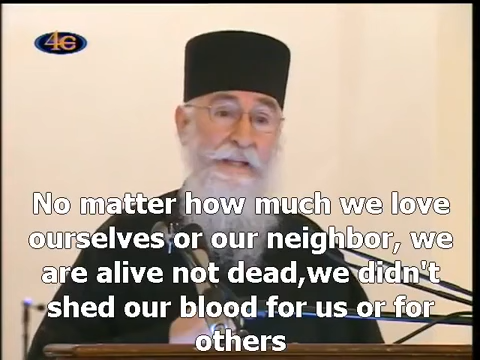 4E
No matter how much we love
ourselves or our neighbor, we
are alive not dead,we didn't
shed our blood for us or for
others